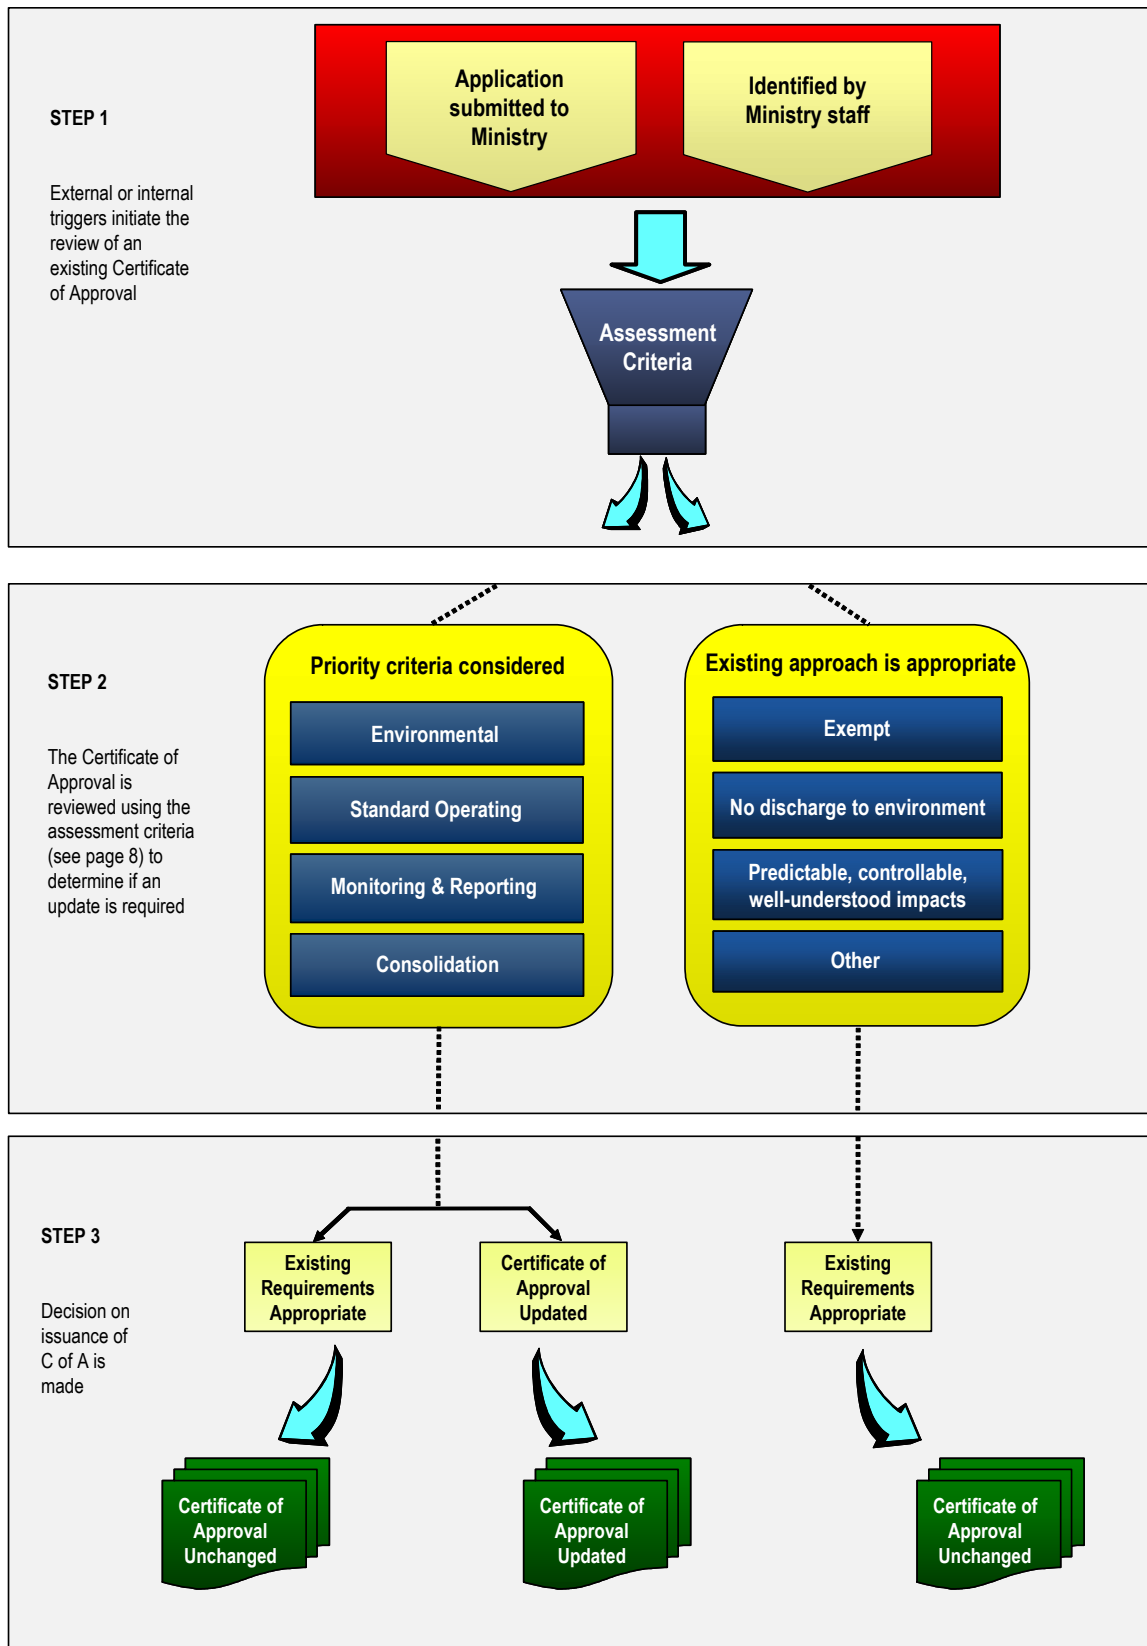 STEP 1
External or internal
triggers initiate the
review of an
existing Certificate
of Approval
Application
submitted to
Ministry
Identified by
Ministry staff
Assessment
Criteria
STEP 2
The Certificate of
Approval is
reviewed using the
assessment criteria
(see page 8) to
determine if an
update is required
Priority criteria considered
Environmental
Standard Operating
Monitoring & Reporting
Consolidation
Existing approach is appropriate
Exempt
No discharge to environment
Predictable, controllable,
well-understood impacts
Other
STEP 3
Decision on
issuance of
C of A is
made
Existing
Requirements
Appropriate
Certificate of
Approval
Updated
Existing
Requirements
Appropriate
Certificate of
Approval
Unchanged
Certificate of
Approval
Updated
Certificate of
Approval
Unchanged